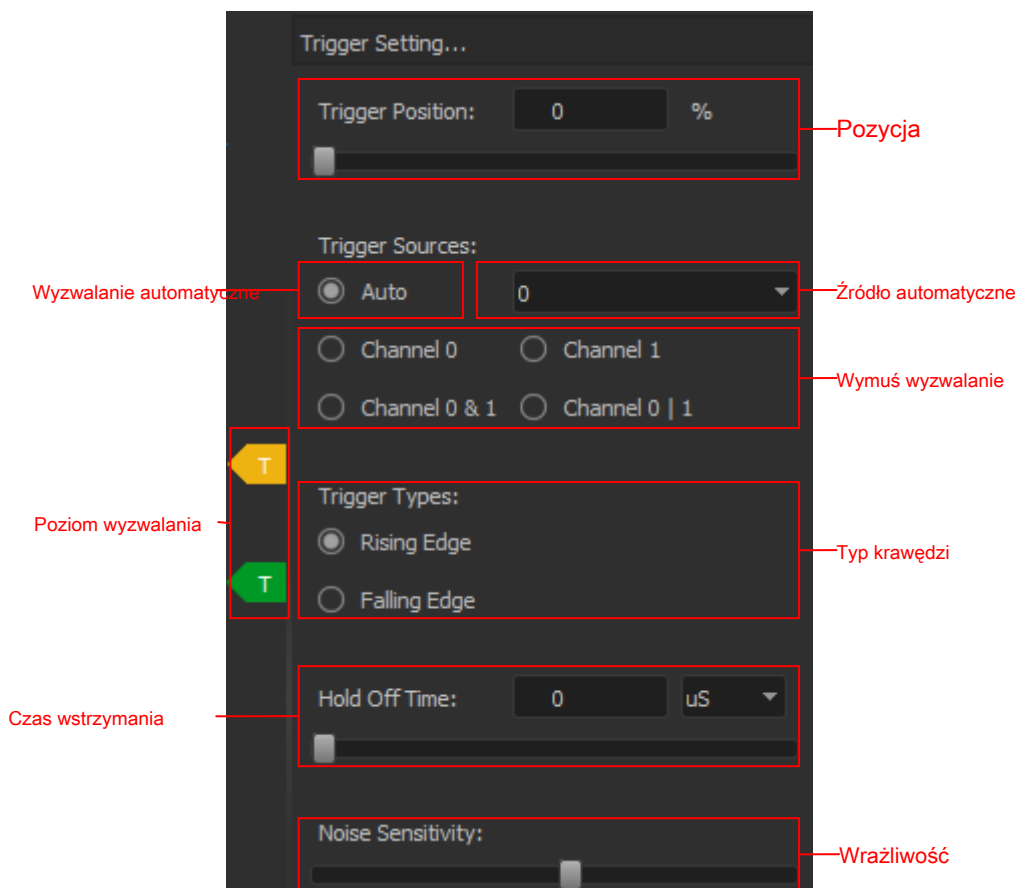 Trigger Setting...
Trigger Position: 0 %
Pozycja
Trigger Sources:
Wyzwalanie automatyczne
Auto 0
Źródło automatyczne
Channel 0 Channel 1
Wymuś wyzwalanie
Channel 0 & 1 Channel 0 | 1
T
Trigger Types:
Poziom wyzwalania
Rising Edge
Typ krawędzi
T
Falling Edge
Hold Off Time: 0 uS
Czas wstrzymania
Noise Sensitivity:
Wrażliwość